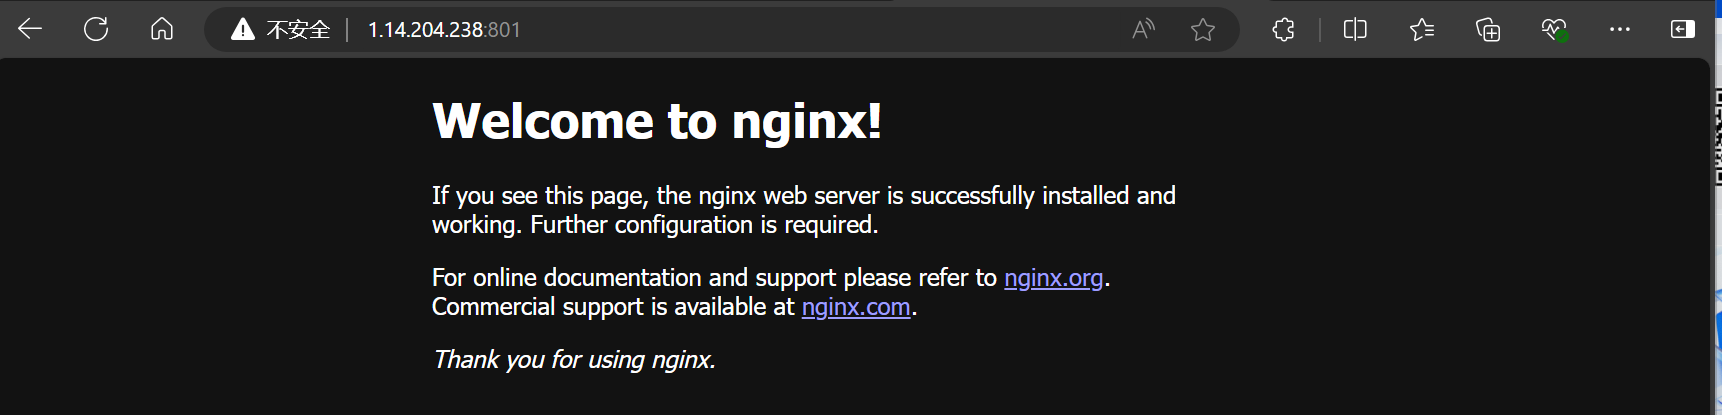 不安全 | 1.14.204.238:801
Welcome to nginx!
If you see this page, the nginx web server is successfully installed and
working. Further configuration is required.
For online documentation and support please refer to nginx.org.
Commercial support is available at nginx.com.
Thank you for using nginx.